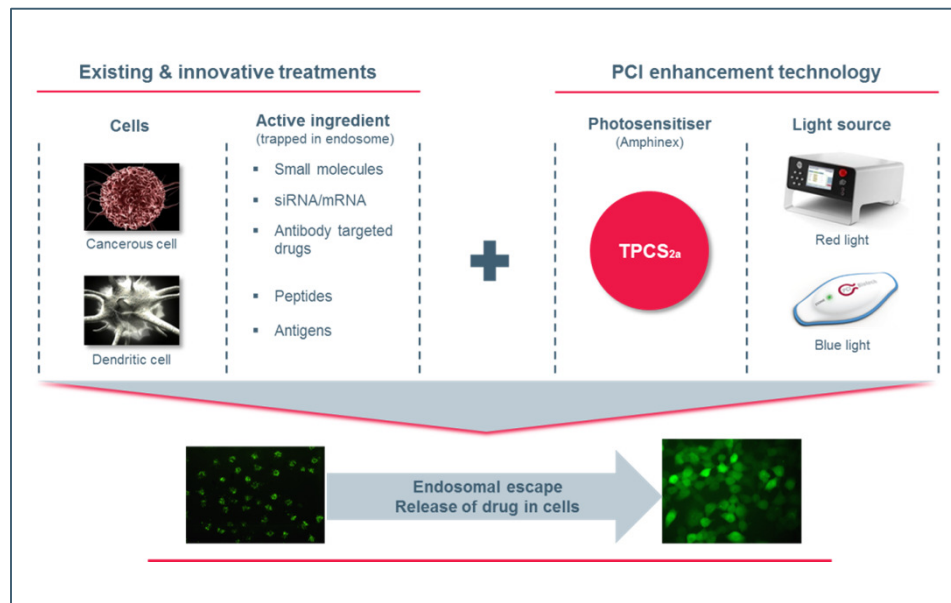 Existing & innovative treatments
PCI enhancement technology
Cells
Active ingredient
(trapped in endosome)
Photosensitiser
(Amphinex)
Light source
▪ Small molecules
▪ siRNA/mRNA
▪ Antibody targeted
drugs
▪ Peptides
▪ Antigens
Cancerous cell
Dendritic cell
TPCS2a
Red light
Blue light
Endosomal escape
Release of drug in cells